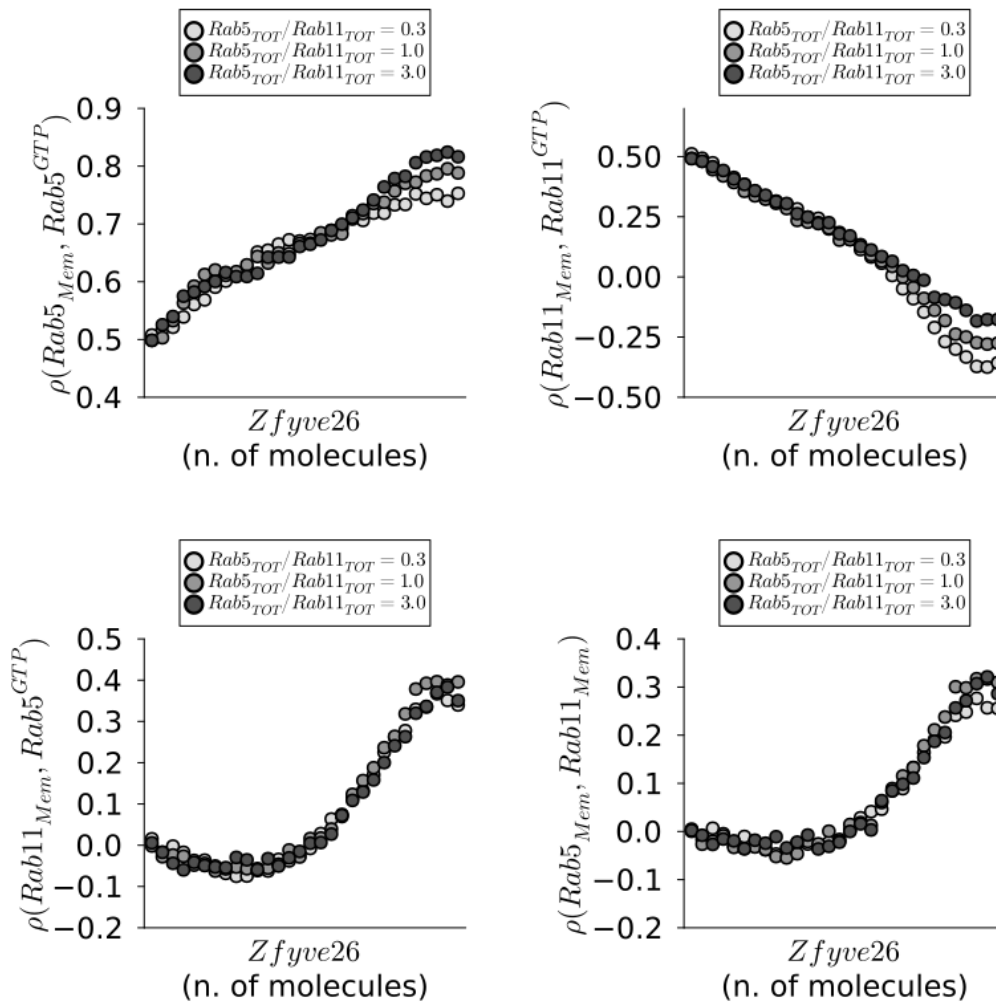 Rab5_TOT/Rab11_TOT = 0.3
Rab5_TOT/Rab11_TOT = 1.0
Rab5_TOT/Rab11_TOT = 3.0
ρ(Rab5_Mem, Rab5^GTP)
0.9
0.8
0.7
0.6
0.5
0.4
Zfyve26
(n. of molecules)
Rab5_TOT/Rab11_TOT = 0.3
Rab5_TOT/Rab11_TOT = 1.0
Rab5_TOT/Rab11_TOT = 3.0
ρ(Rab11_Mem, Rab11^GTP)
0.50
0.25
0.00
−0.25
−0.50
Zfyve26
(n. of molecules)
Rab5_TOT/Rab11_TOT = 0.3
Rab5_TOT/Rab11_TOT = 1.0
Rab5_TOT/Rab11_TOT = 3.0
ρ(Rab11_Mem, Rab5^GTP)
0.5
0.4
0.3
0.2
0.1
0.0
−0.1
−0.2
Zfyve26
(n. of molecules)
Rab5_TOT/Rab11_TOT = 0.3
Rab5_TOT/Rab11_TOT = 1.0
Rab5_TOT/Rab11_TOT = 3.0
ρ(Rab5_Mem, Rab11_Mem)
0.4
0.3
0.2
0.1
0.0
−0.1
−0.2
Zfyve26
(n. of molecules)